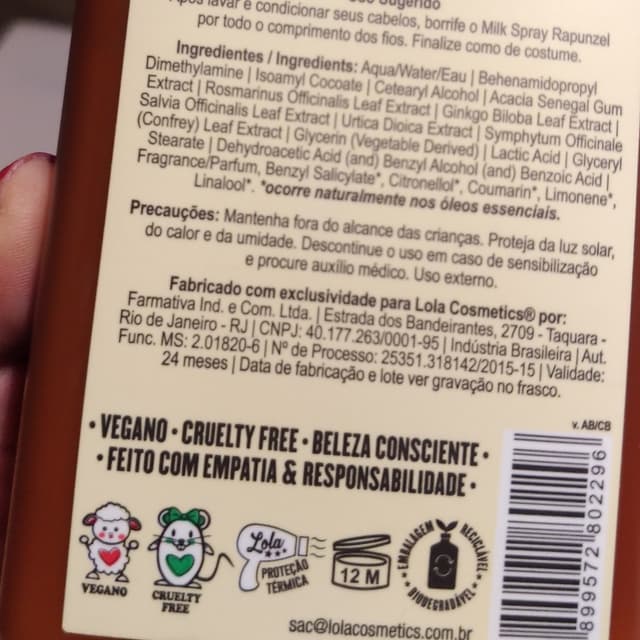 Sugerido
Após lavar e condicionar seus cabelos, borrife o Milk Spray Rapunzel
por todo o comprimento dos fios. Finalize como de costume.
Ingredientes / Ingredients: Aqua/Water/Eau | Behenamidopropyl
Dimethylamine | Isoamyl Cocoate | Cetearyl Alcohol | Acacia Senegal Gum
Extract | Rosmarinus Officinalis Leaf Extract | Ginkgo Biloba Leaf Extract |
Salvia Officinalis Leaf Extract | Urtica Dioica Extract | Symphytum Officinale
(Confrey) Leaf Extract | Glycerin (Vegetable Derived) | Lactic Acid | Glyceryl
Stearate | Dehydroacetic Acid (and) Benzyl Alcohol (and) Benzoic Acid |
Fragrance/Parfum, Benzyl Salicylate*, Citronellol*, Coumarin*, Limonene*,
Linalool*. *ocorre naturalmente nos óleos essenciais.
Precauções: Mantenha fora do alcance das crianças. Proteja da luz solar,
do calor e da umidade. Descontinue o uso em caso de sensibilização
e procure auxílio médico. Uso externo.
Fabricado com exclusividade para Lola Cosmetics® por:
Farmativa Ind. e Com. Ltda. | Estrada dos Bandeirantes, 2709 - Taquara -
Rio de Janeiro - RJ | CNPJ: 40.177.263/0001-95 | Indústria Brasileira | Aut.
Func. MS: 2.01820-6 | Nº de Processo: 25351.318142/2015-15 | Validade:
24 meses | Data de fabricação e lote ver gravação no frasco.
v. AB/CB
• VEGANO • CRUELTY FREE • BELEZA CONSCIENTE •
• FEITO COM EMPATIA & RESPONSABILIDADE •
VEGANO
CRUELTY
FREE
Lola
PROTEÇÃO
TÉRMICA
12 M
EMBALAGEM RECICLÁVEL
BIODEGRADÁVEL
899572 802296
sac@lolacosmetics.com.br